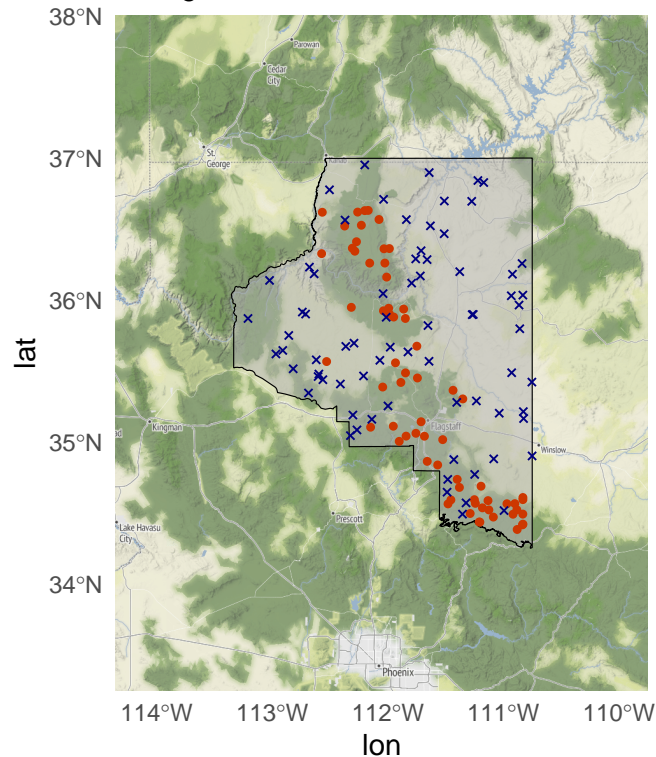 38°N
37°N
36°N
35°N
34°N
lat
Parowan
Cedar
City
St.
George
Kingman
Flagstaff
Winslow
Prescott
Lake Havasu
City
Phoenix
114°W 113°W 112°W 111°W 110°W
lon